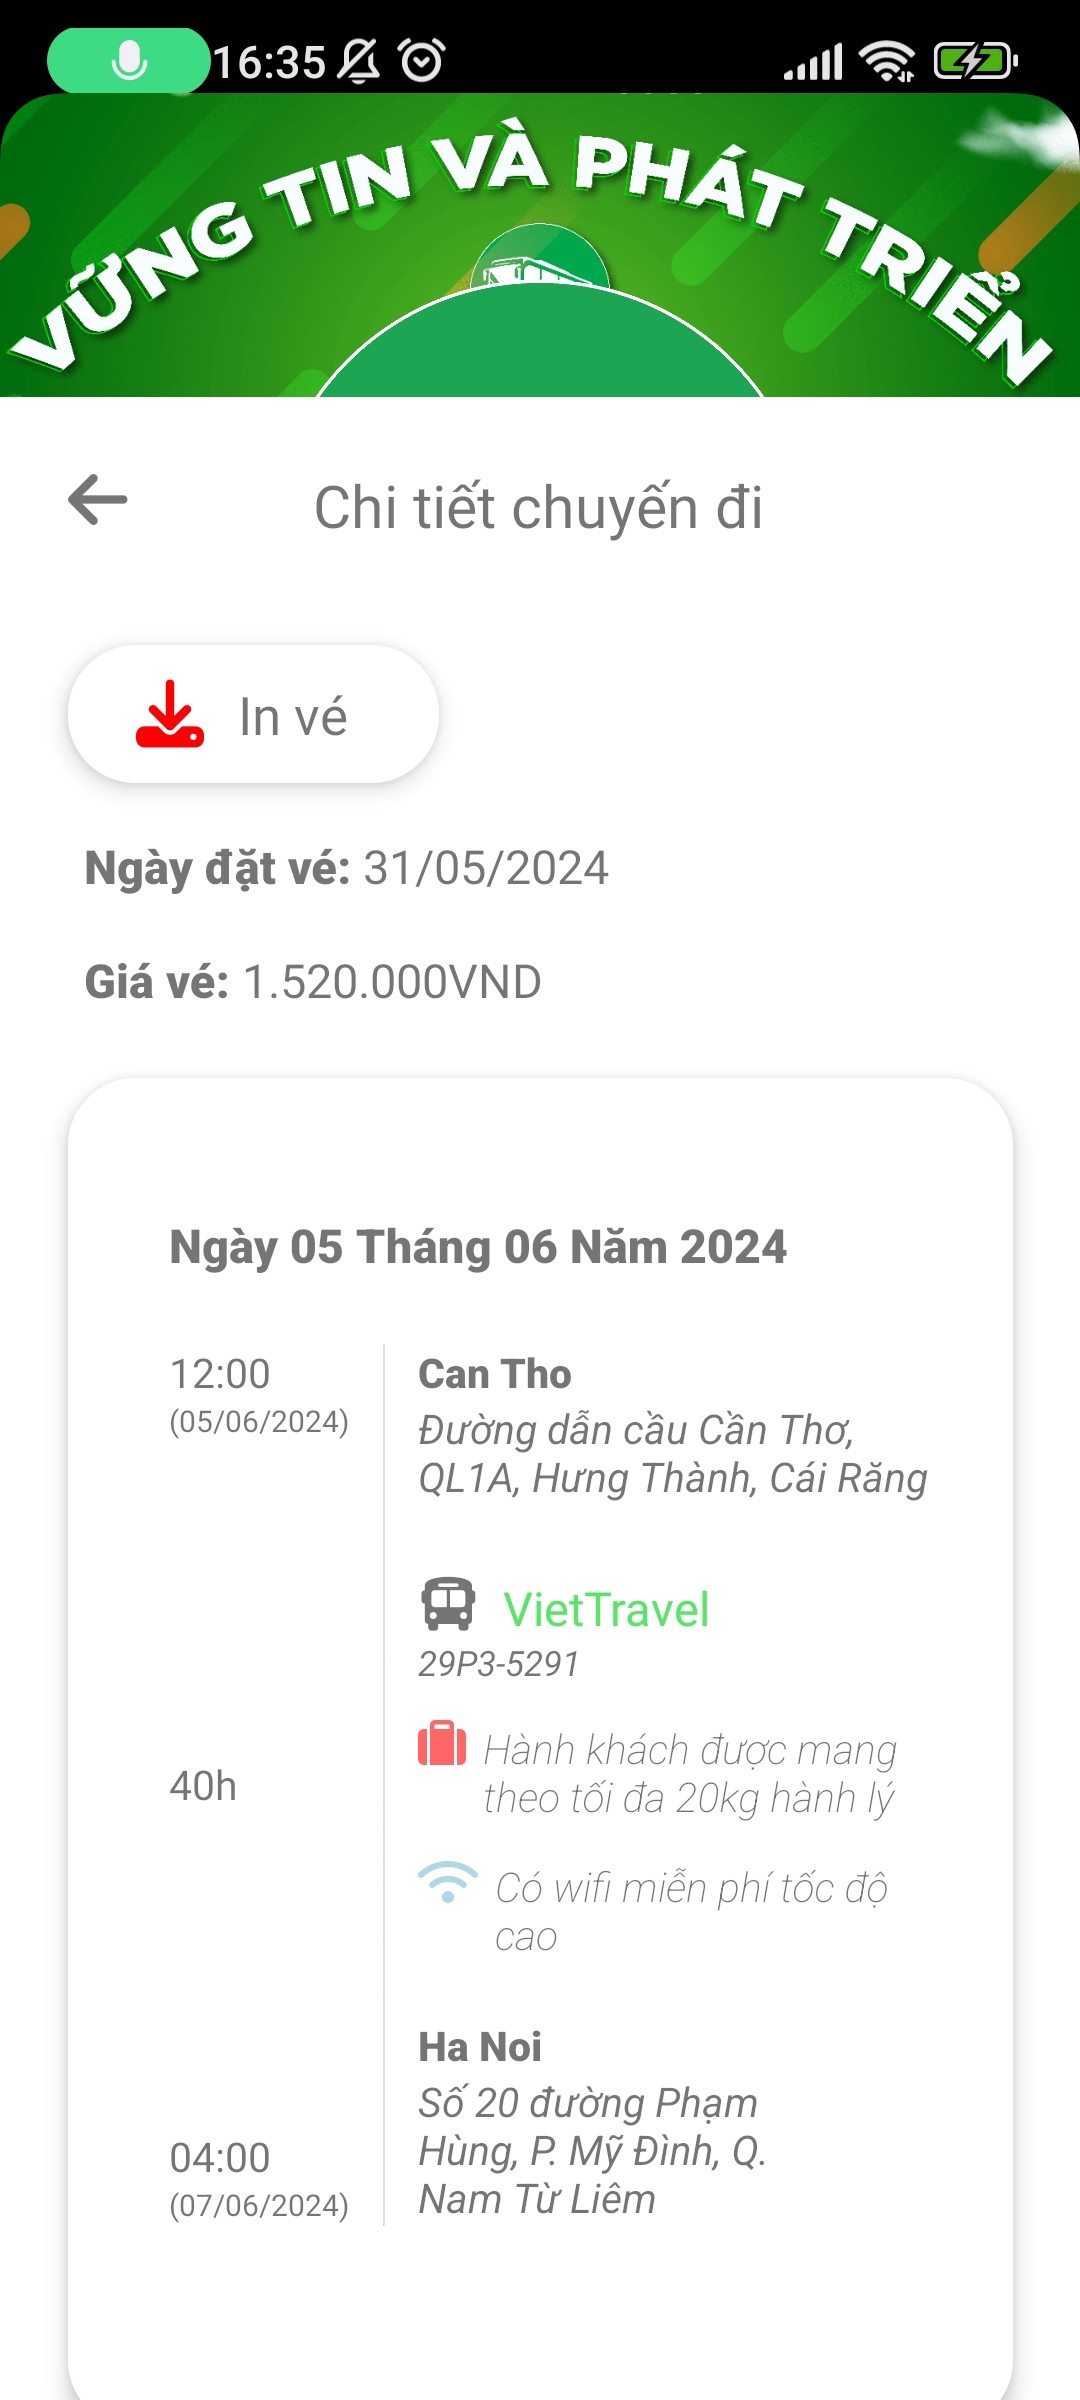 16:35
VỮNG TIN VÀ PHÁT TRIỂN
Chi tiết chuyến đi
In vé
Ngày đặt vé: 31/05/2024
Giá vé: 1.520.000VND
Ngày 05 Tháng 06 Năm 2024
12:00
(05/06/2024)
Can Tho
Đường dẫn cầu Cần Thơ,
QL1A, Hưng Thành, Cái Răng
VietTravel
29P3-5291
40h
Hành khách được mang
theo tối đa 20kg hành lý
Có wifi miễn phí tốc độ
cao
Ha Noi
Số 20 đường Phạm
Hùng, P. Mỹ Đình, Q.
Nam Từ Liêm
04:00
(07/06/2024)